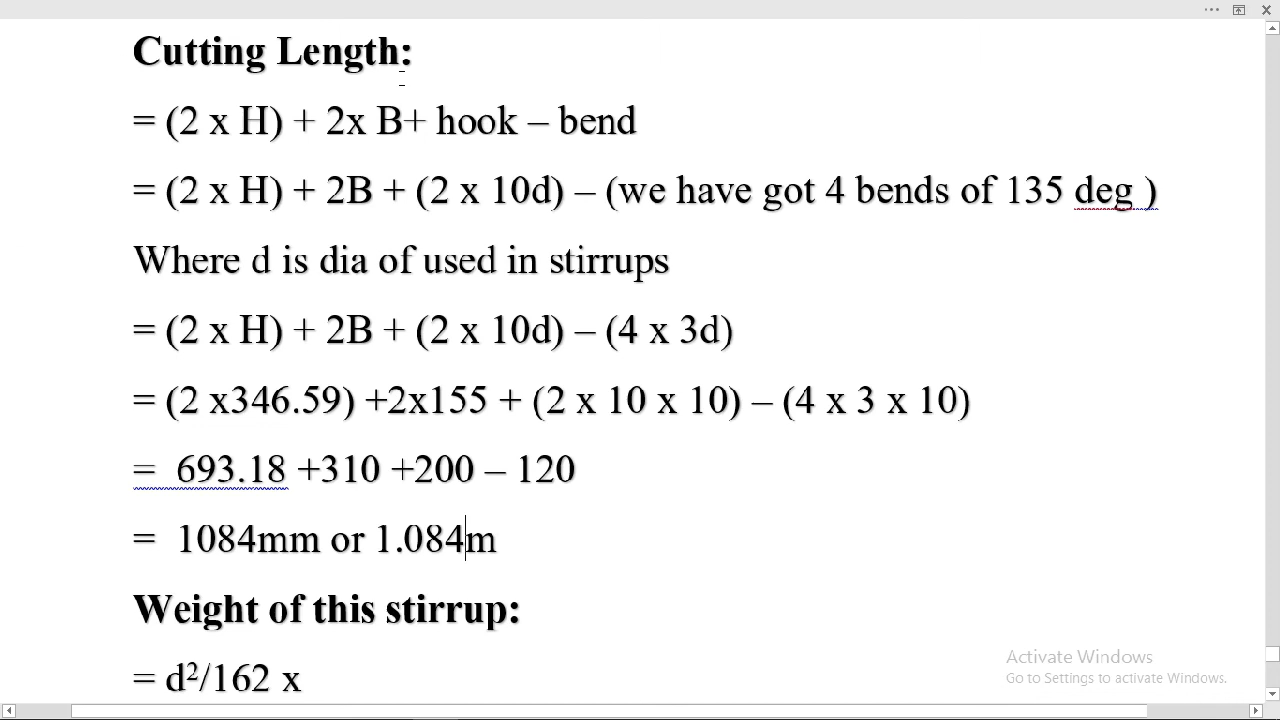 Cutting Length:
= (2 x H) + 2x B+ hook – bend
= (2 x H) + 2B + (2 x 10d) – (we have got 4 bends of 135 deg )
Where d is dia of used in stirrups
= (2 x H) + 2B + (2 x 10d) – (4 x 3d)
= (2 x346.59) +2x155 + (2 x 10 x 10) – (4 x 3 x 10)
= 693.18 +310 +200 – 120
= 1084mm or 1.084m
Weight of this stirrup:
= d²/162 x
Activate Windows
Go to Settings to activate Windows.